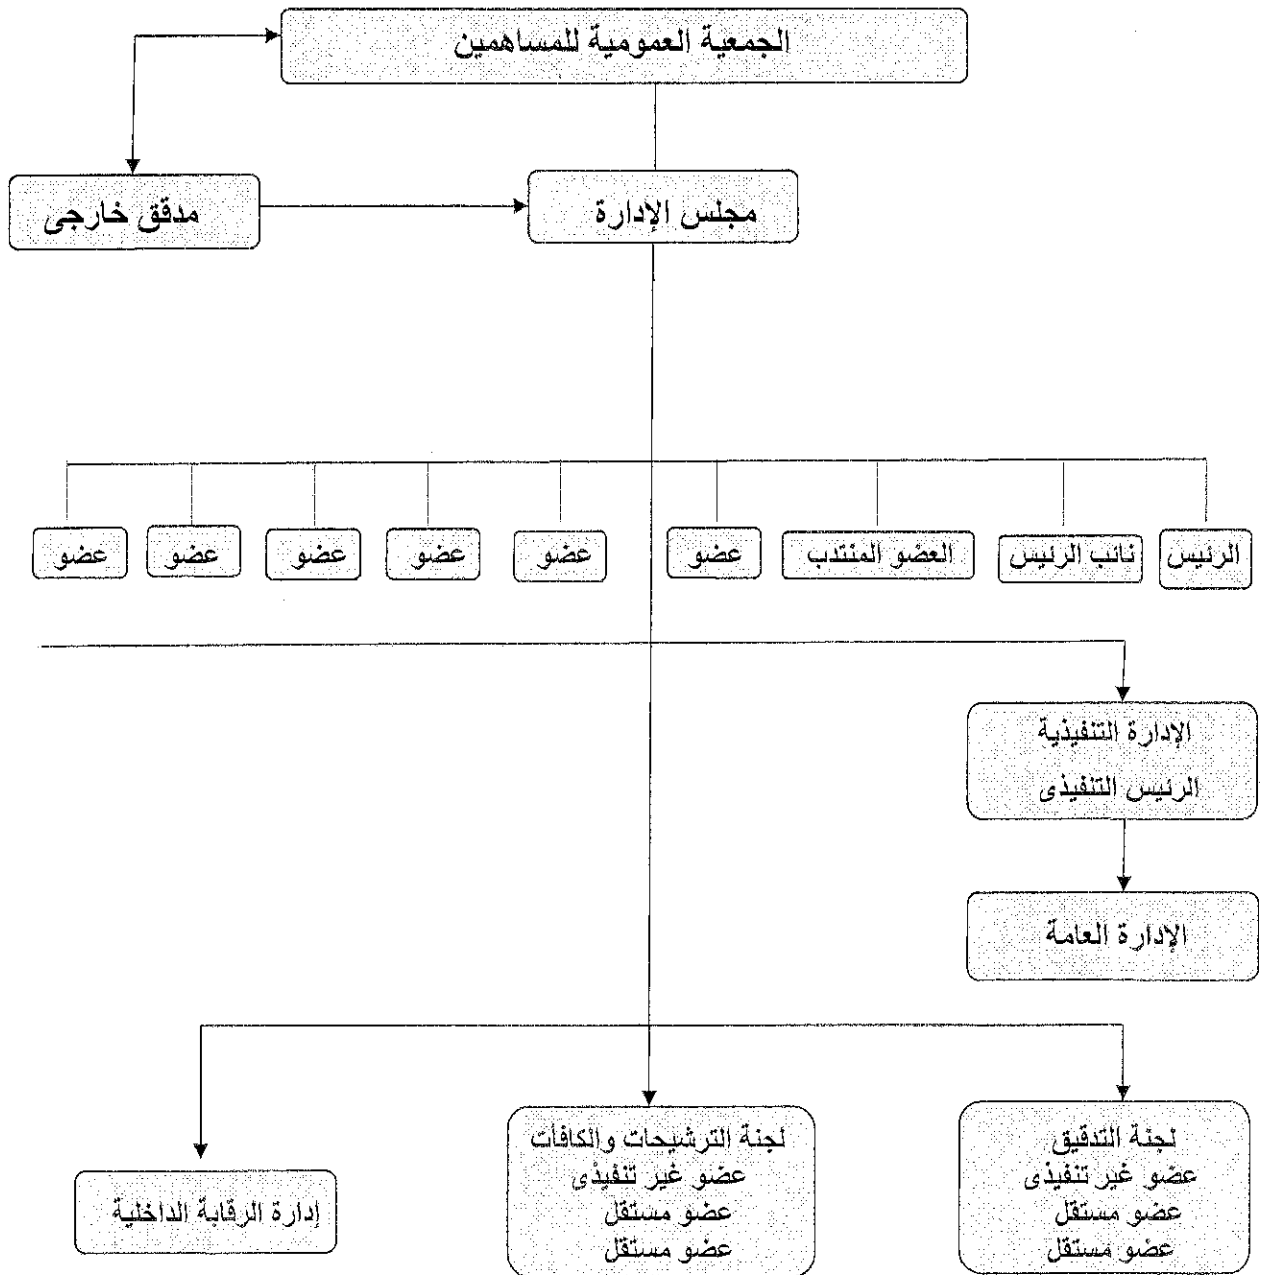 الجمعية العمومية للمساهمين
مجلس الإدارة
مدقق خارجى
الرئيس
نائب الرئيس
العضو المنتدب
عضو
عضو
عضو
عضو
عضو
عضو
الإدارة التنفيذية
الرئيس التنفيذى
الإدارة العامة
لجنة التدقيق
عضو غير تنفيذى
عضو مستقل
عضو مستقل
لجنة الترشيحات والكافأت
عضو غير تنفيذى
عضو مستقل
عضو مستقل
إدارة الرقابة الداخلية